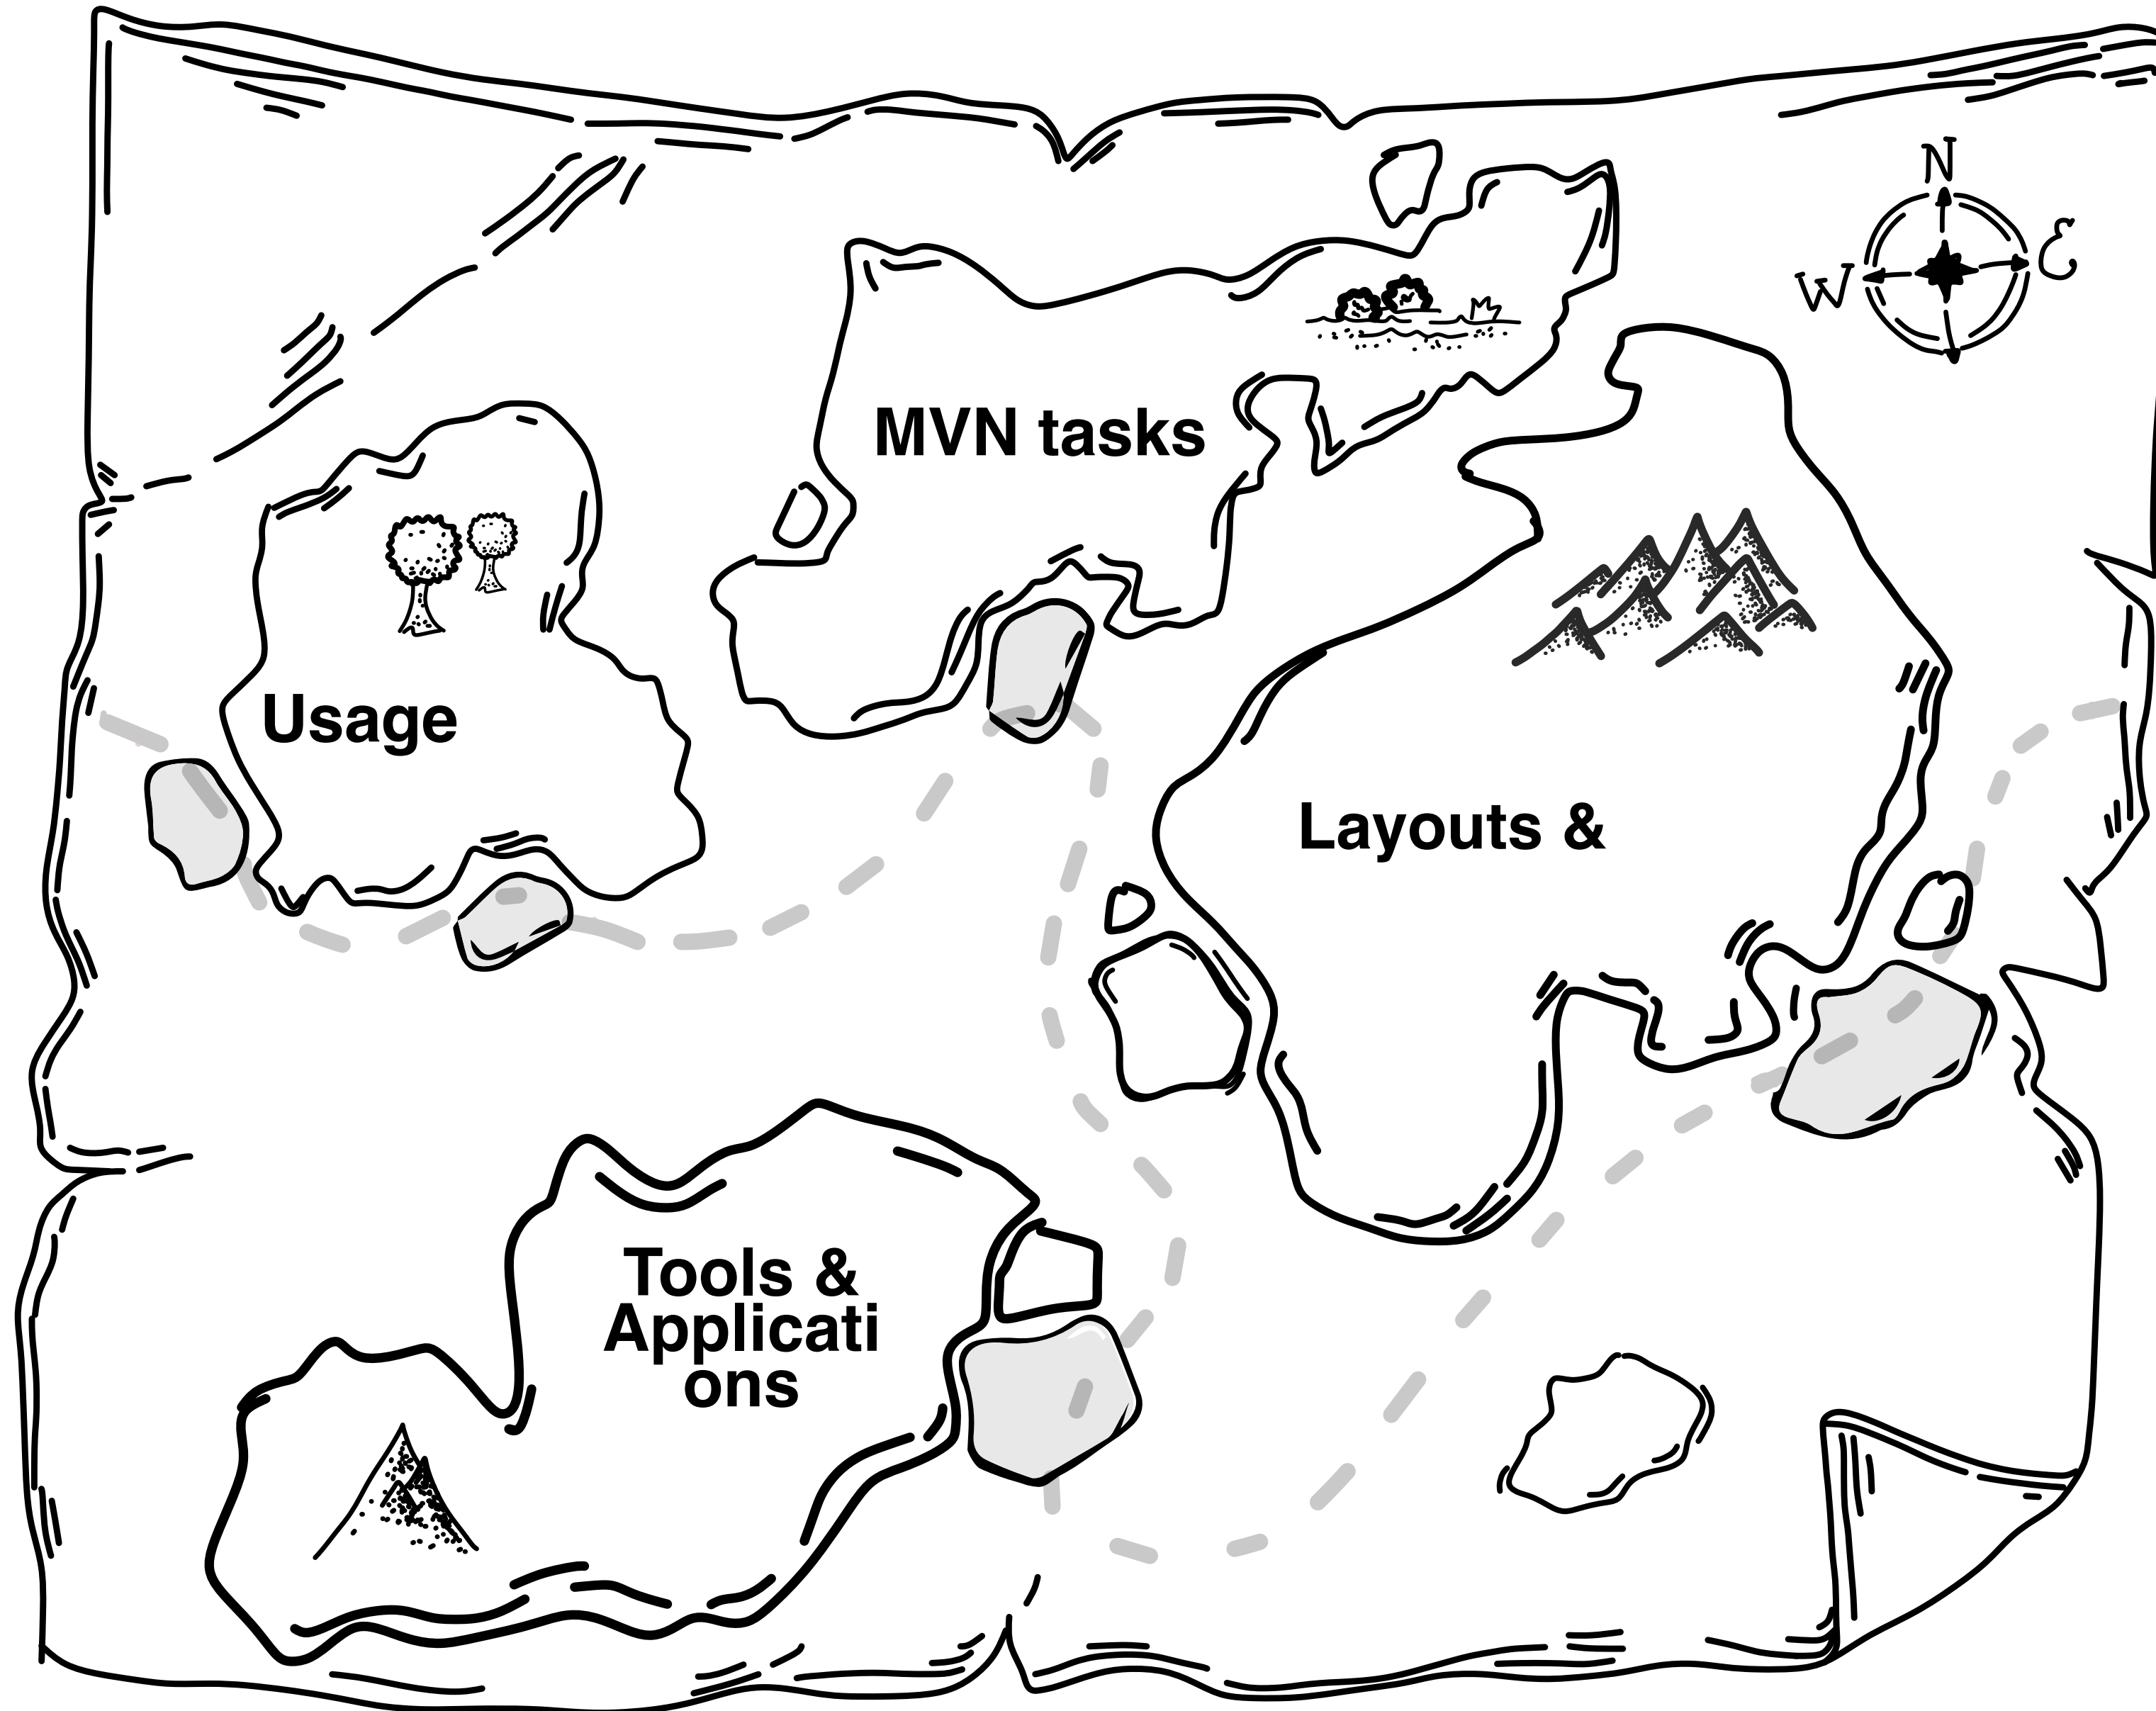 N
W
E
MVN tasks
Usage
Layouts &
Tools &
Applicati
ons